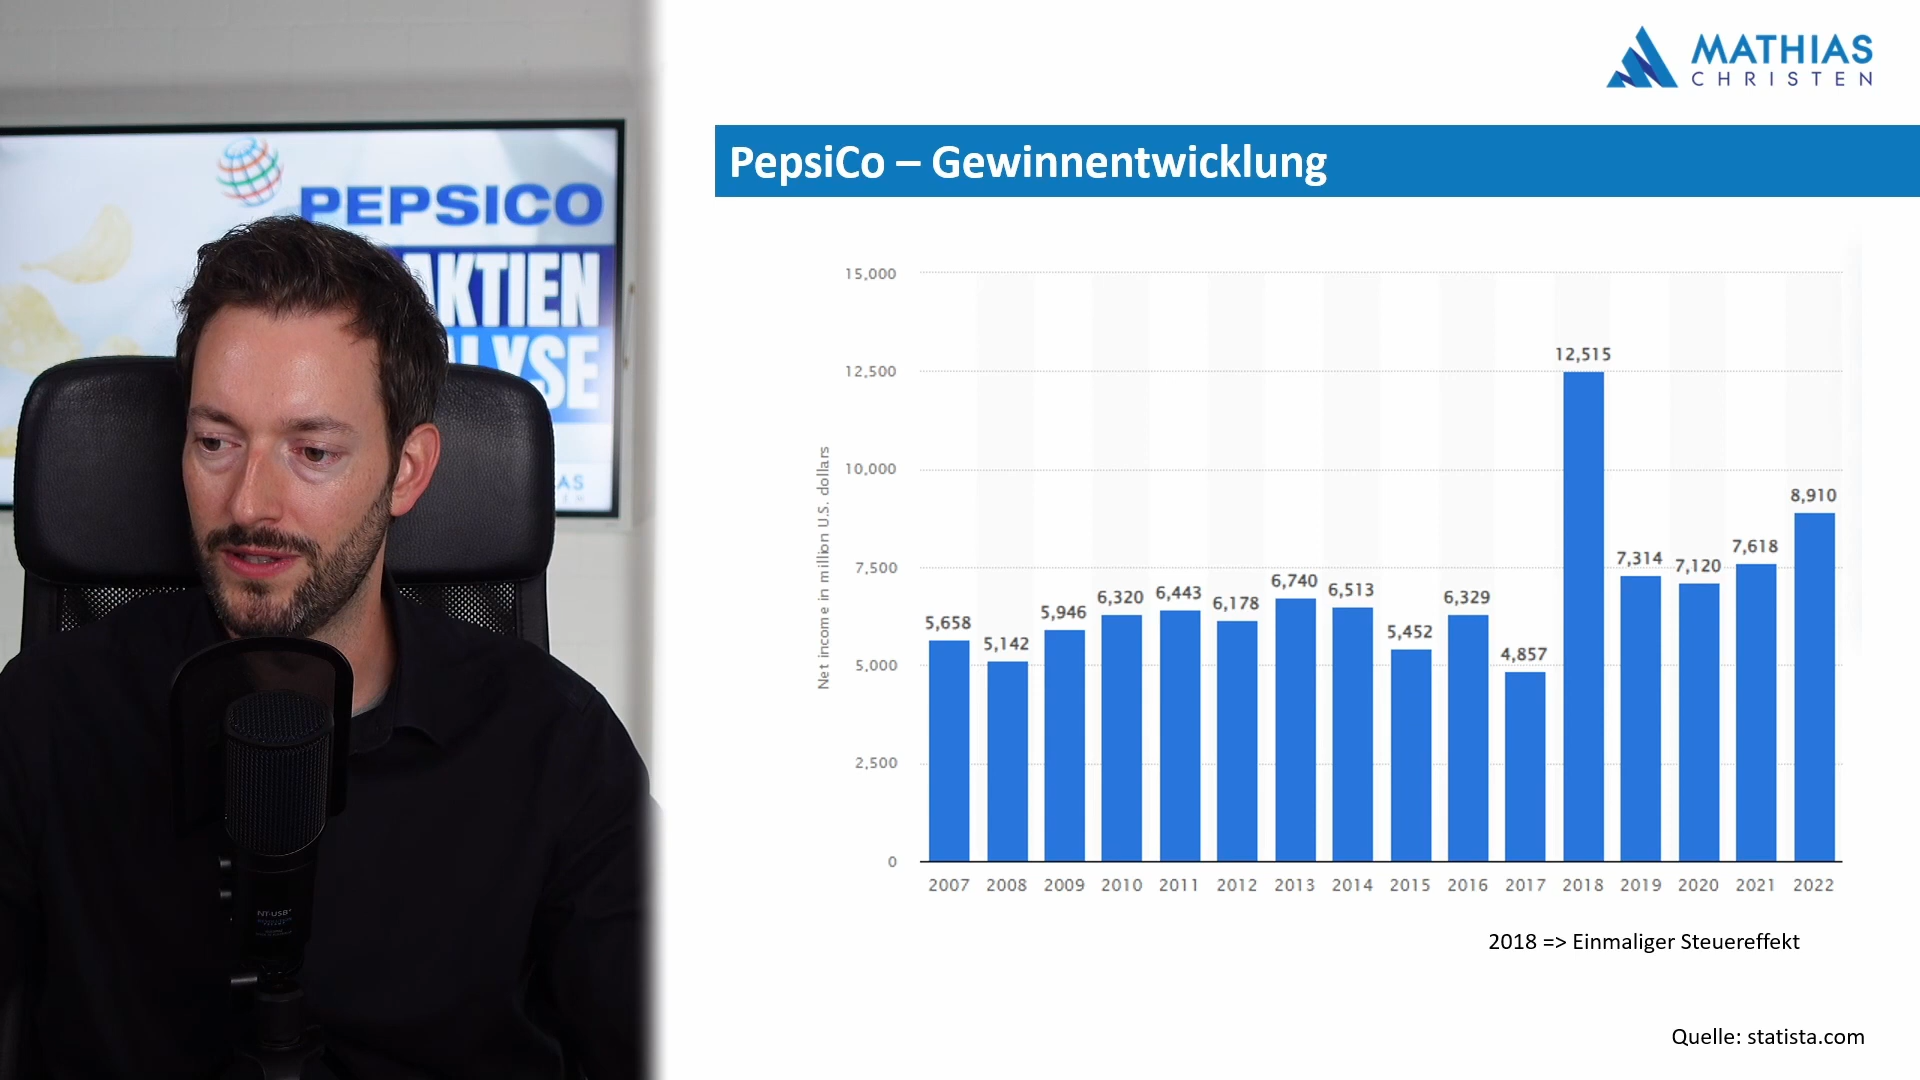 PEPSICO
AKTIEN
LYSE
AS
NT-USB+
MATHIAS
CHRISTEN
PepsiCo – Gewinnentwicklung
Net income in million U.S. dollars
15,000
12,500
10,000
7,500
5,000
2,500
0
5,658
5,142
5,946
6,320
6,443
6,178
6,740
6,513
5,452
6,329
4,857
12,515
7,314
7,120
7,618
8,910
2007 2008 2009 2010 2011 2012 2013 2014 2015 2016 2017 2018 2019 2020 2021 2022
2018 => Einmaliger Steuereffekt
Quelle: statista.com